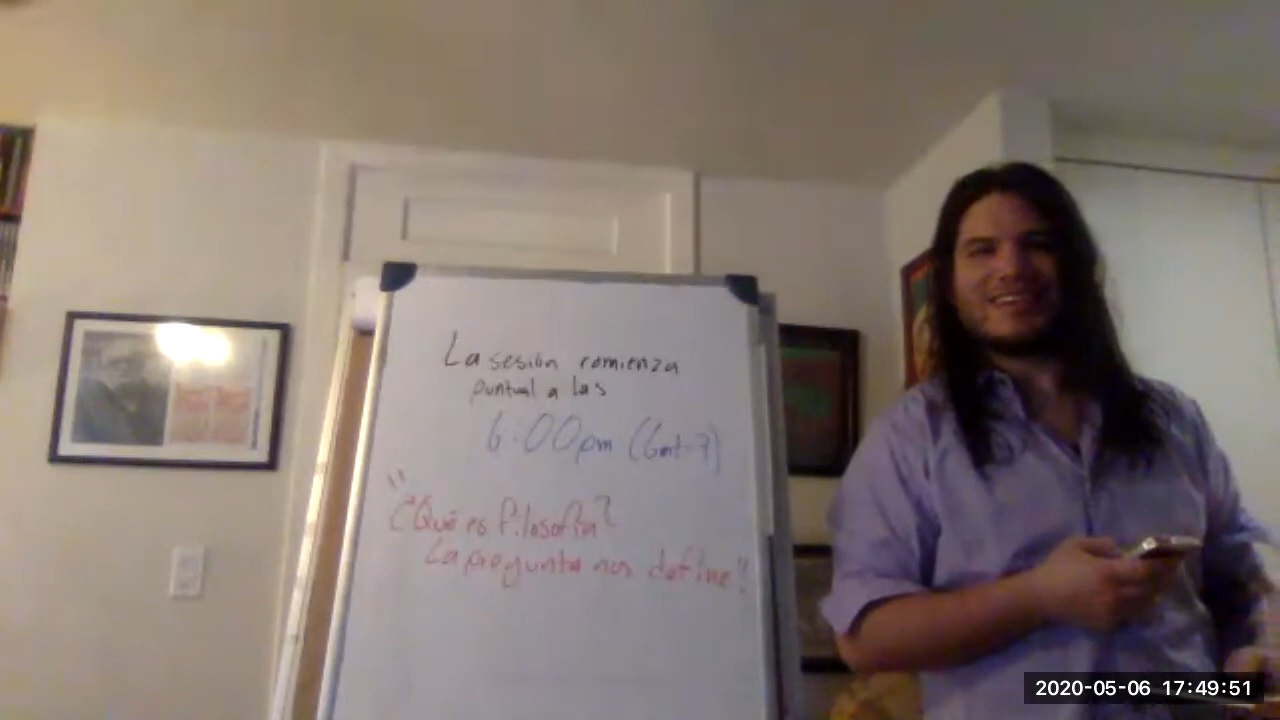 La sesión comienza
puntual a las
6:00pm (Gmt-7)
"¿Qué es filosofía?
La pregunta nos define"
2020-05-06 17:49:51